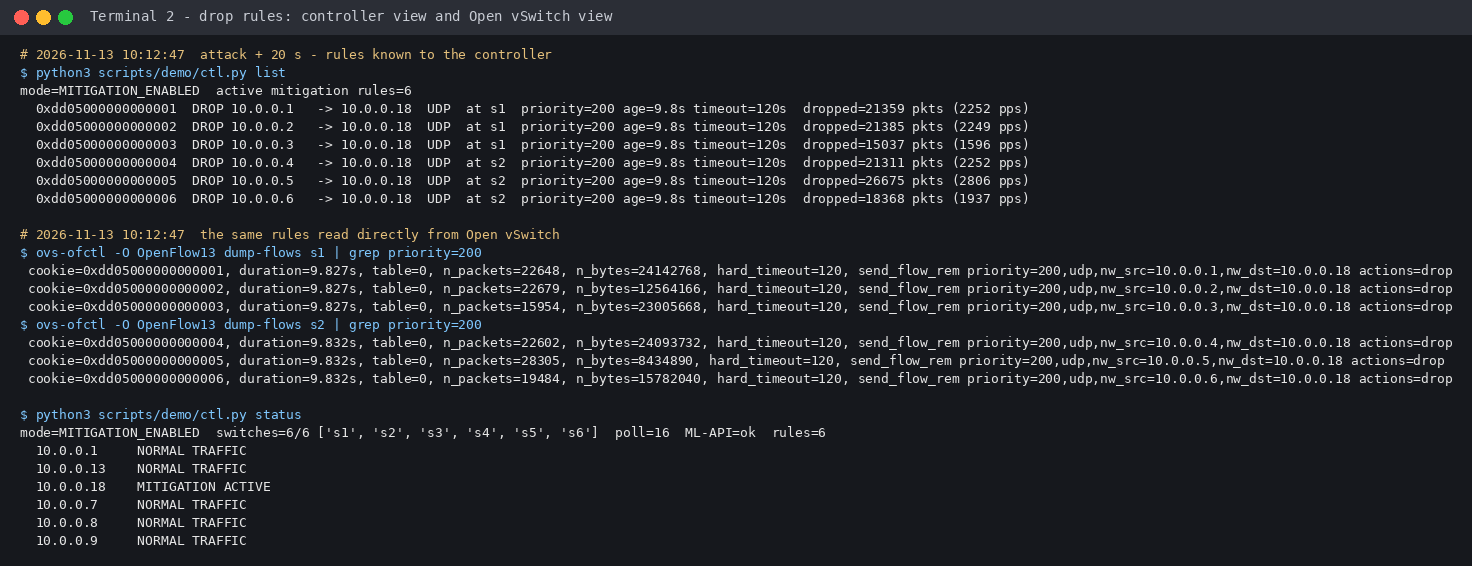 Terminal 2 - drop rules: controller view and Open vSwitch view
# 2026-11-13 10:12:47  attack + 20 s - rules known to the controller
$ python3 scripts/demo/ctl.py list
mode=MITIGATION_ENABLED  active mitigation rules=6
  0xdd05000000000001  DROP 10.0.0.1   -> 10.0.0.18  UDP  at s1  priority=200 age=9.8s timeout=120s  dropped=21359 pkts (2252 pps)
  0xdd05000000000002  DROP 10.0.0.2   -> 10.0.0.18  UDP  at s1  priority=200 age=9.8s timeout=120s  dropped=21385 pkts (2249 pps)
  0xdd05000000000003  DROP 10.0.0.3   -> 10.0.0.18  UDP  at s1  priority=200 age=9.8s timeout=120s  dropped=15037 pkts (1596 pps)
  0xdd05000000000004  DROP 10.0.0.4   -> 10.0.0.18  UDP  at s2  priority=200 age=9.8s timeout=120s  dropped=21311 pkts (2252 pps)
  0xdd05000000000005  DROP 10.0.0.5   -> 10.0.0.18  UDP  at s2  priority=200 age=9.8s timeout=120s  dropped=26675 pkts (2806 pps)
  0xdd05000000000006  DROP 10.0.0.6   -> 10.0.0.18  UDP  at s2  priority=200 age=9.8s timeout=120s  dropped=18368 pkts (1937 pps)
# 2026-11-13 10:12:47  the same rules read directly from Open vSwitch
$ ovs-ofctl -O OpenFlow13 dump-flows s1 | grep priority=200
 cookie=0xdd05000000000001, duration=9.827s, table=0, n_packets=22648, n_bytes=24142768, hard_timeout=120, send_flow_rem priority=200,udp,nw_src=10.0.0.1,nw_dst=10.0.0.18 actions=drop
 cookie=0xdd05000000000002, duration=9.827s, table=0, n_packets=22679, n_bytes=12564166, hard_timeout=120, send_flow_rem priority=200,udp,nw_src=10.0.0.2,nw_dst=10.0.0.18 actions=drop
 cookie=0xdd05000000000003, duration=9.827s, table=0, n_packets=15954, n_bytes=23005668, hard_timeout=120, send_flow_rem priority=200,udp,nw_src=10.0.0.3,nw_dst=10.0.0.18 actions=drop
$ ovs-ofctl -O OpenFlow13 dump-flows s2 | grep priority=200
 cookie=0xdd05000000000004, duration=9.832s, table=0, n_packets=22602, n_bytes=24093732, hard_timeout=120, send_flow_rem priority=200,udp,nw_src=10.0.0.4,nw_dst=10.0.0.18 actions=drop
 cookie=0xdd05000000000005, duration=9.832s, table=0, n_packets=28305, n_bytes=8434890, hard_timeout=120, send_flow_rem priority=200,udp,nw_src=10.0.0.5,nw_dst=10.0.0.18 actions=drop
 cookie=0xdd05000000000006, duration=9.832s, table=0, n_packets=19484, n_bytes=15782040, hard_timeout=120, send_flow_rem priority=200,udp,nw_src=10.0.0.6,nw_dst=10.0.0.18 actions=drop
$ python3 scripts/demo/ctl.py status
mode=MITIGATION_ENABLED  switches=6/6 ['s1', 's2', 's3', 's4', 's5', 's6']  poll=16  ML-API=ok  rules=6
  10.0.0.1     NORMAL TRAFFIC
  10.0.0.13    NORMAL TRAFFIC
  10.0.0.18    MITIGATION ACTIVE
  10.0.0.7     NORMAL TRAFFIC
  10.0.0.8     NORMAL TRAFFIC
  10.0.0.9     NORMAL TRAFFIC